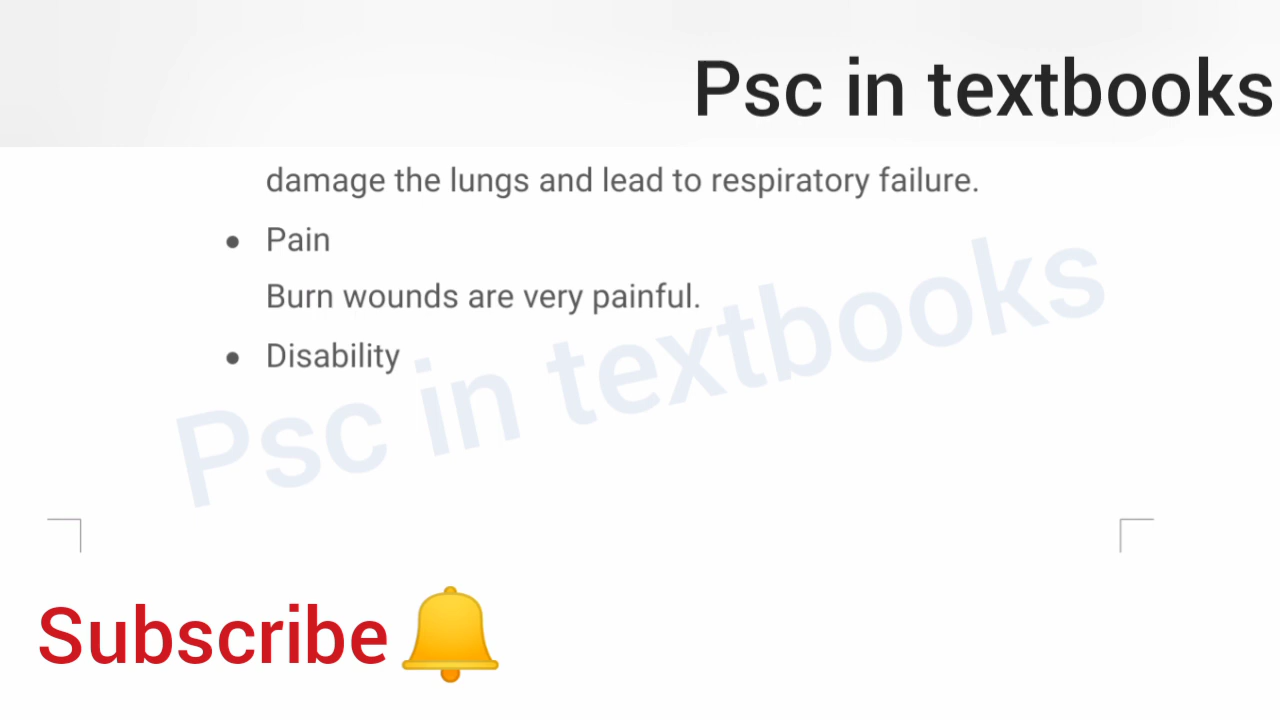 Psc in textbooks
damage the lungs and lead to respiratory failure.
● Pain
Burn wounds are very painful.
● Disability
Psc in textbooks
Subscribe